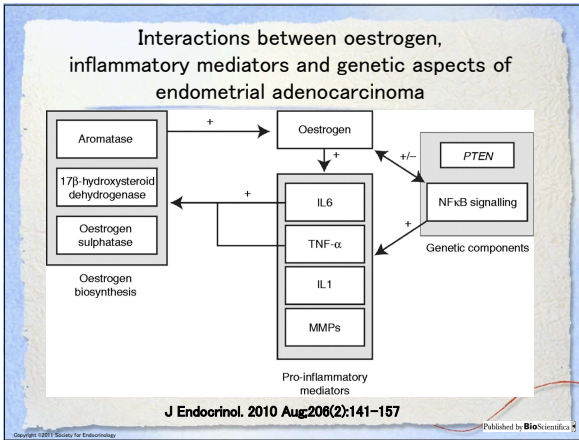 Interactions between oestrogen,
inflammatory mediators and genetic aspects of
endometrial adenocarcinoma
Aromatase
17β-hydroxysteroid
dehydrogenase
Oestrogen
sulphatase
Oestrogen
biosynthesis
+
Oestrogen
+
+
IL6
TNF-α
IL1
MMPs
Pro-inflammatory
mediators
+/−
+
PTEN
NFκB signalling
Genetic components
J Endocrinol. 2010 Aug;206(2):141-157
Copyright ©2011 Society for Endocrinology
Published by BioScientifica